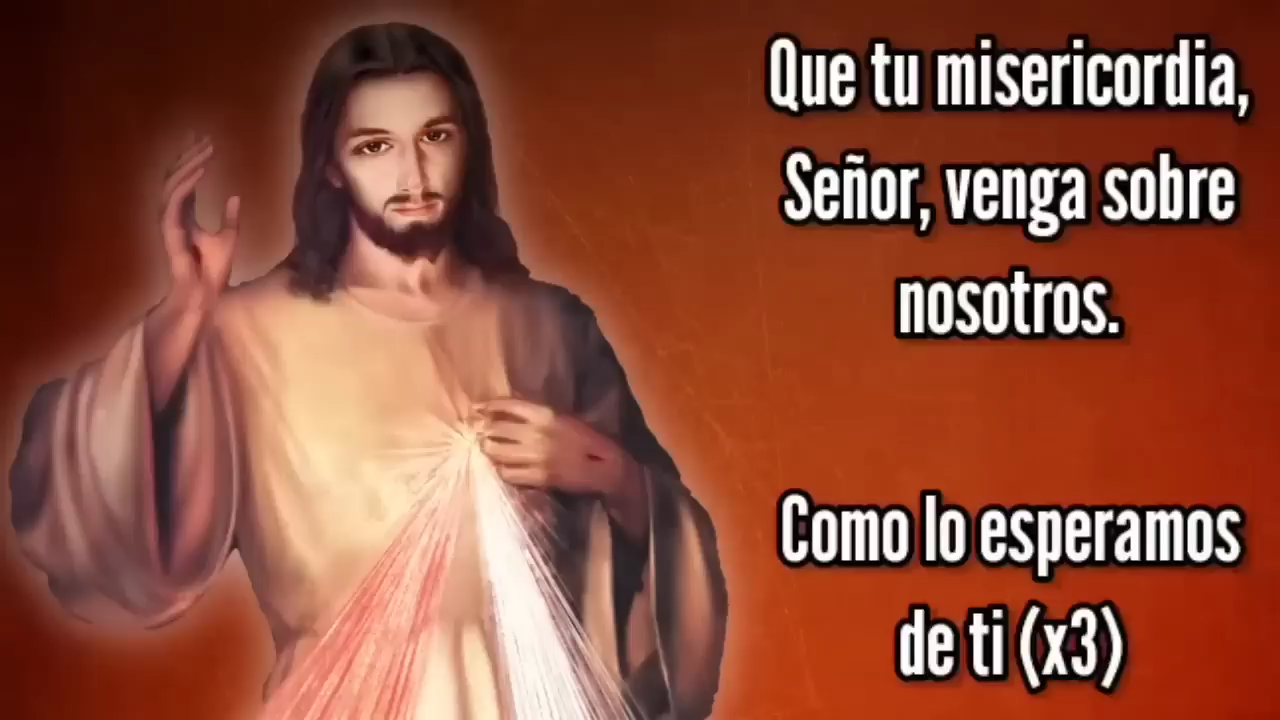 Que tu misericordia,
Señor, venga sobre
nosotros.
Como lo esperamos
de ti (x3)